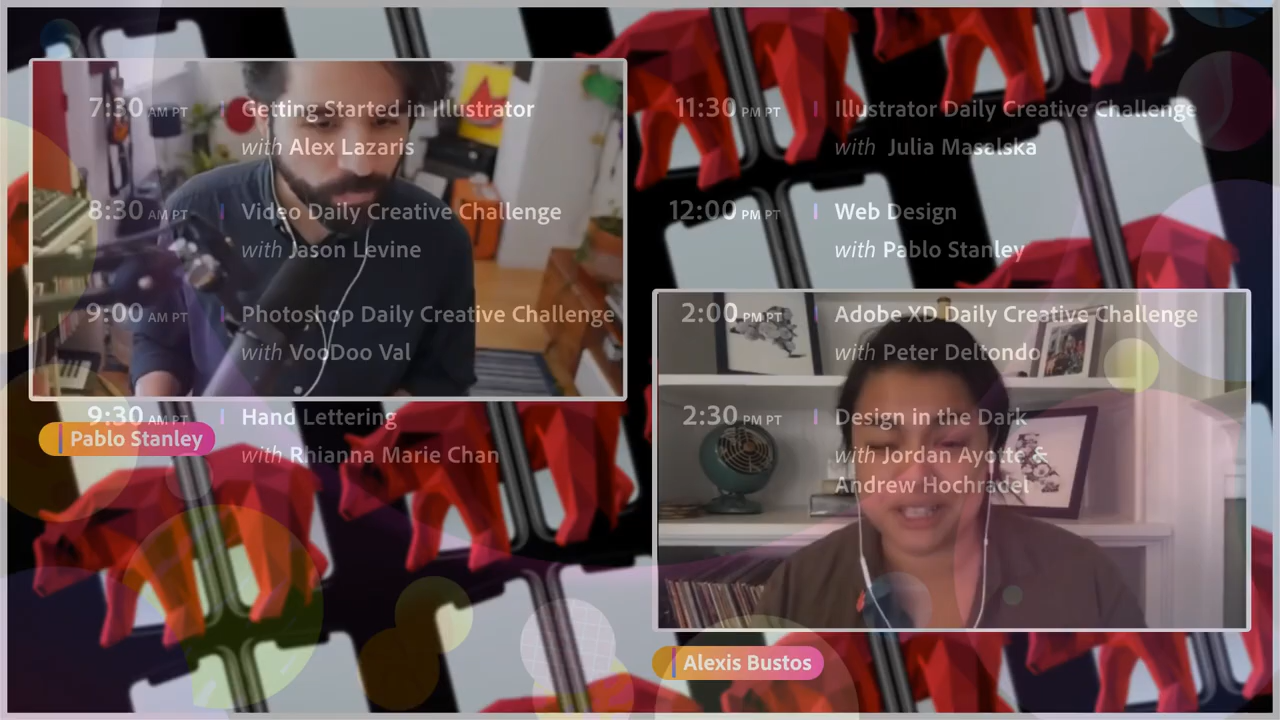 7:30 AM PT Getting Started in Illustrator
with Alex Lazaris
8:30 AM PT Video Daily Creative Challenge
with Jason Levine
9:00 AM PT Photoshop Daily Creative Challenge
with VooDoo Val
9:30 AM PT Hand Lettering
with Rhianna Marie Chan
Pablo Stanley
11:30 PM PT Illustrator Daily Creative Challenge
with Julia Masalska
12:00 PM PT Web Design
with Pablo Stanley
2:00 PM PT Adobe XD Daily Creative Challenge
with Peter Deltondo
2:30 PM PT Design in the Dark
with Jordan Ayotte &
Andrew Hochradel
Alexis Bustos